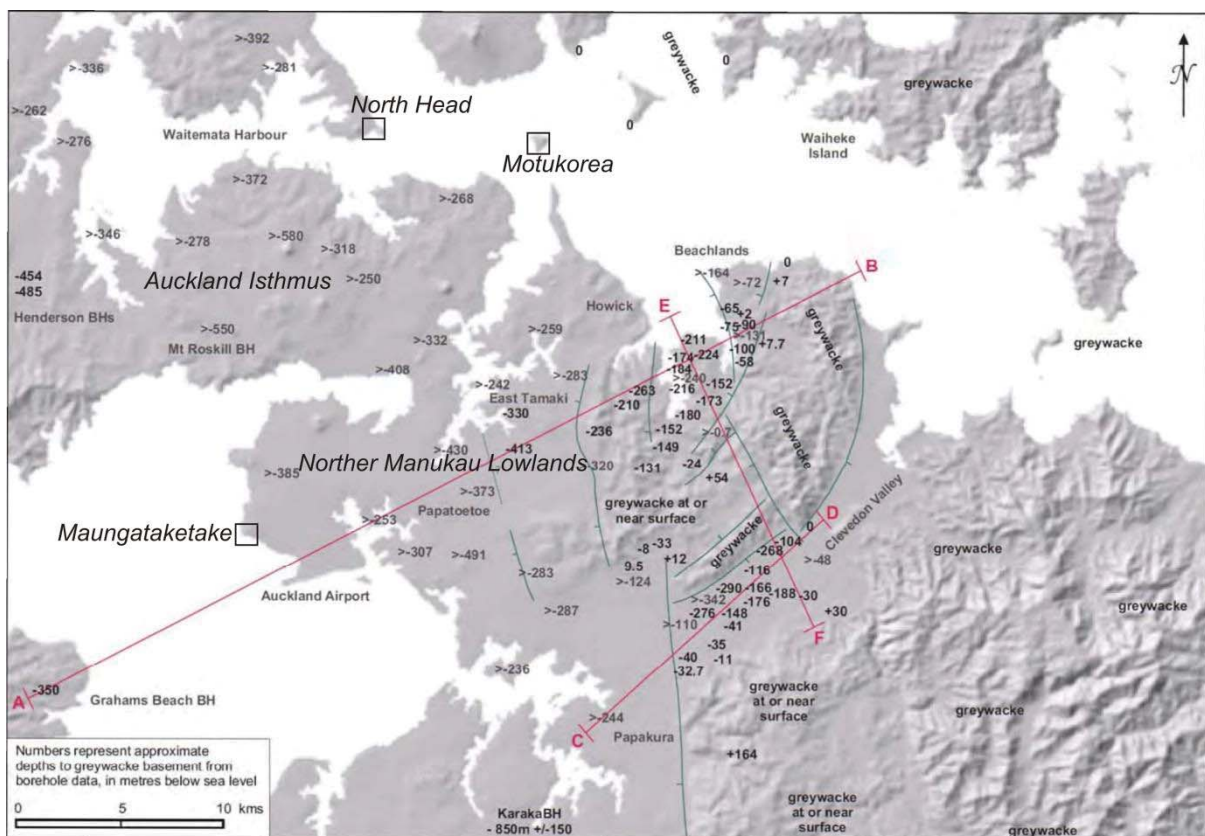 >-392
0
greywacke
0
>-336
>-281
greywacke
N
>-262
North Head
0
Waitemata Harbour
Waiheke
Island
>-276
Motukorea
>-372
>-268
>-346
>-278
>-580
>-318
Beachlands
0
B
-454
-485
Auckland Isthmus
>-250
>-164
>-72
+7
Henderson BHs
Howick
E
-65
+2
greywacke
>-550
Mt Roskill BH
>-332
>-259
-75
-90
>-131
-211
-100
+7.7
greywacke
-174
-224
-58
>-408
>-283
-184
>-240
>-242
-263
-216
-152
East Tamaki
-330
-210
-173
-180
-236
-152
>-0.7
>-430
-413
-149
greywacke
>-385
Norther Manukau Lowlands
-320
-131
-24
+54
>-373
Papatoetoe
greywacke at or
near surface
Clevedon Valley
>-253
D
0
Maungataketake
greywacke
-104
>-307
>-491
-8
-33
+12
-268
>-48
greywacke
9.5
>-124
>-283
-116
Auckland Airport
-290
-166
-188
-30
>-287
>-342
-176
+30
greywacke
-276
-148
>-110
-41
F
-35
-40
-11
-32.7
>-236
A
-350
Grahams Beach BH
greywacke
at or near
surface
greywacke
>-244
C
Papakura
+164
Numbers represent approximate
depths to greywacke basement from
borehole data, in metres below sea level
0
5
10
kms
KarakaBH
- 850m +/-150
greywacke
at or near
surface
greywacke